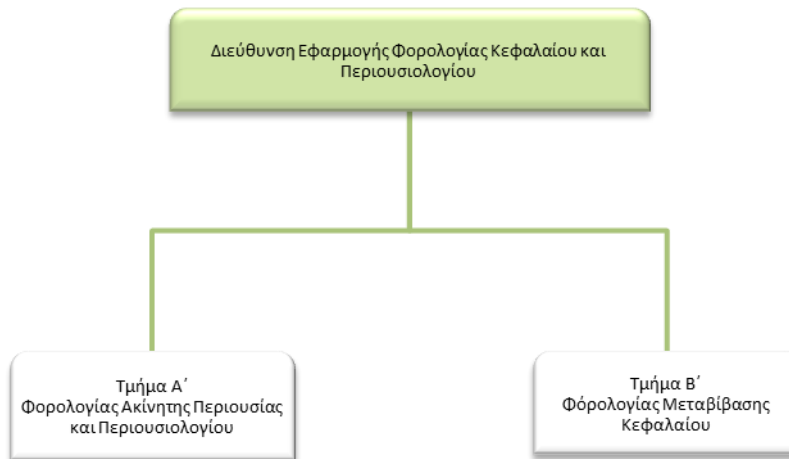 Διεύθυνση Εφαρμογής Φορολογίας Κεφαλαίου και
Περιουσιολογίου
Τμήμα Α΄
Φορολογίας Ακίνητης Περιουσίας
και Περιουσιολογίου
Τμήμα Β΄
Φόρολογίας Μεταβίβασης
Κεφαλαίου